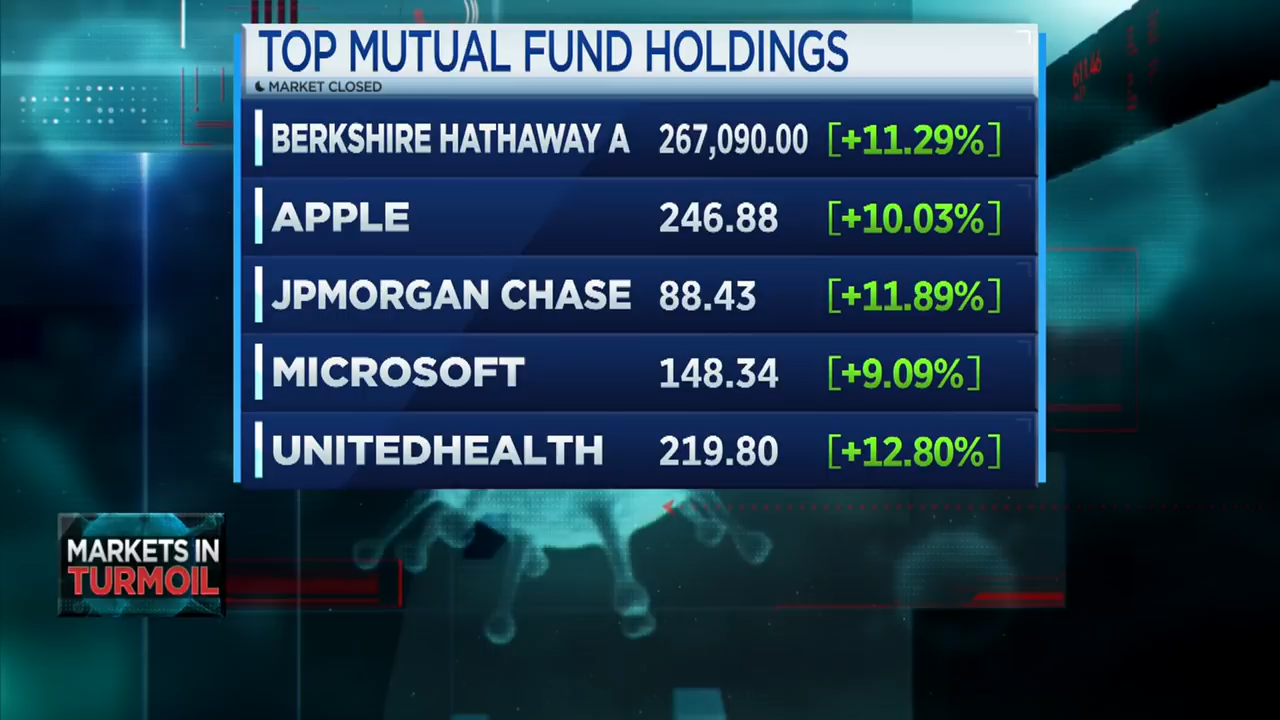 TOP MUTUAL FUND HOLDINGS
MARKET CLOSED
BERKSHIRE HATHAWAY A 267,090.00 [+11.29%]
APPLE 246.88 [+10.03%]
JPMORGAN CHASE 88.43 [+11.89%]
MICROSOFT 148.34 [+9.09%]
UNITEDHEALTH 219.80 [+12.80%]
MARKETS IN
TURMOIL